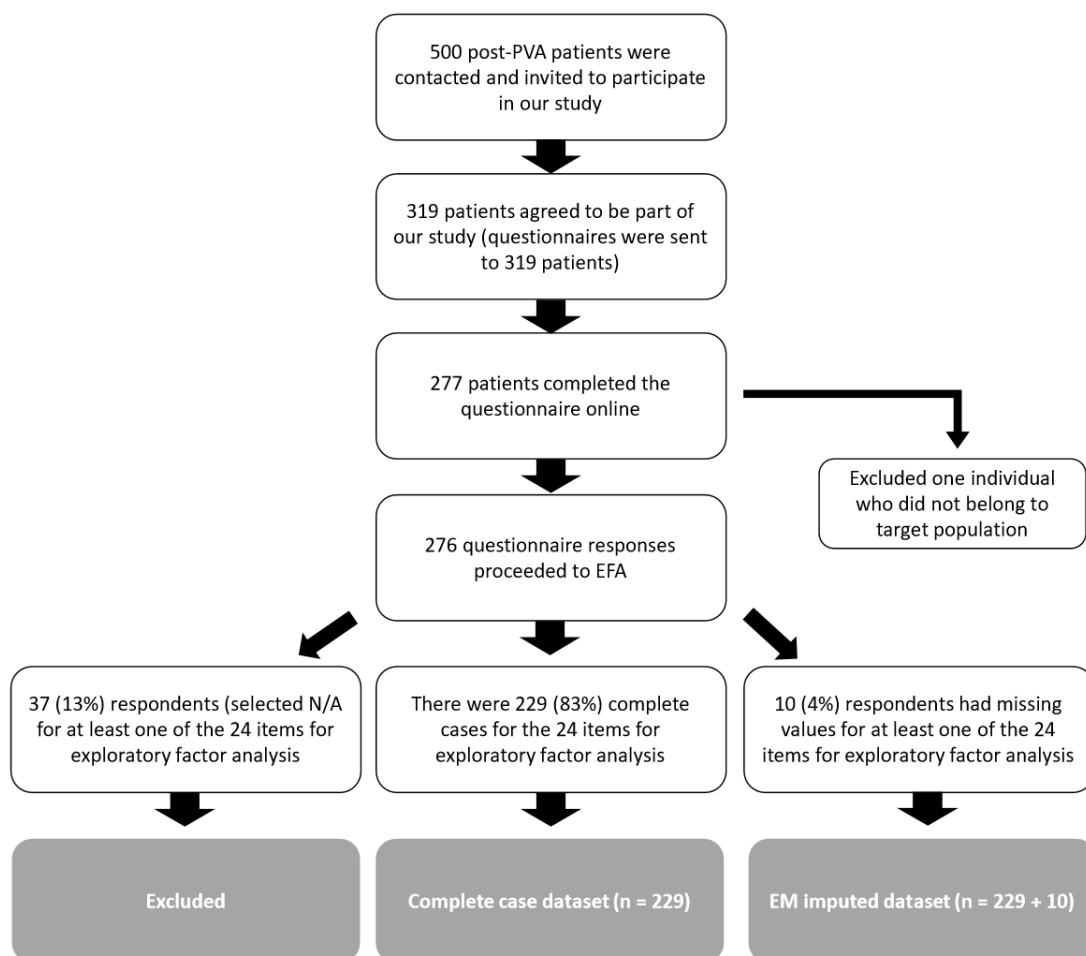 500 post-PVA patients were
contacted and invited to participate
in our study
319 patients agreed to be part of
our study (questionnaires were sent
to 319 patients)
277 patients completed the
questionnaire online
Excluded one individual
who did not belong to
target population
276 questionnaire responses
proceeded to EFA
37 (13%) respondents (selected N/A
for at least one of the 24 items for
exploratory factor analysis
There were 229 (83%) complete
cases for the 24 items for
exploratory factor analysis
10 (4%) respondents had missing
values for at least one of the 24
items for exploratory factor analysis
Excluded
Complete case dataset (n = 229)
EM imputed dataset (n = 229 + 10)